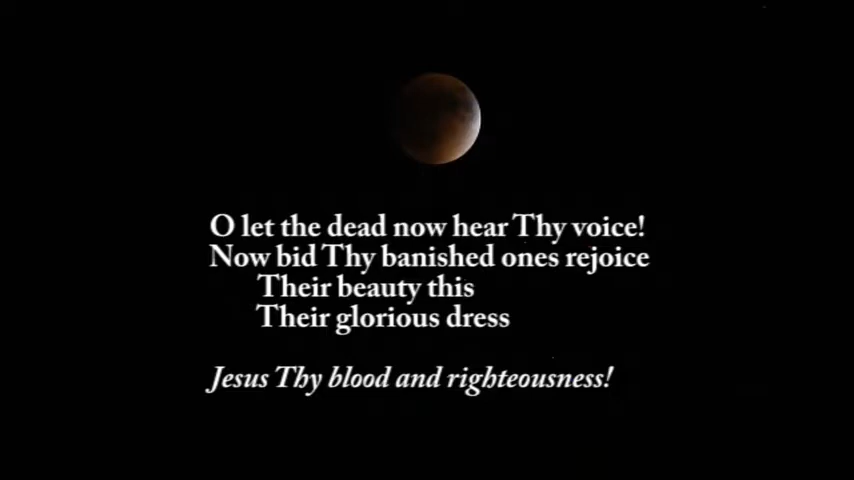 O let the dead now hear Thy voice!
Now bid Thy banished ones rejoice
Their beauty this
Their glorious dress
Jesus Thy blood and righteousness!